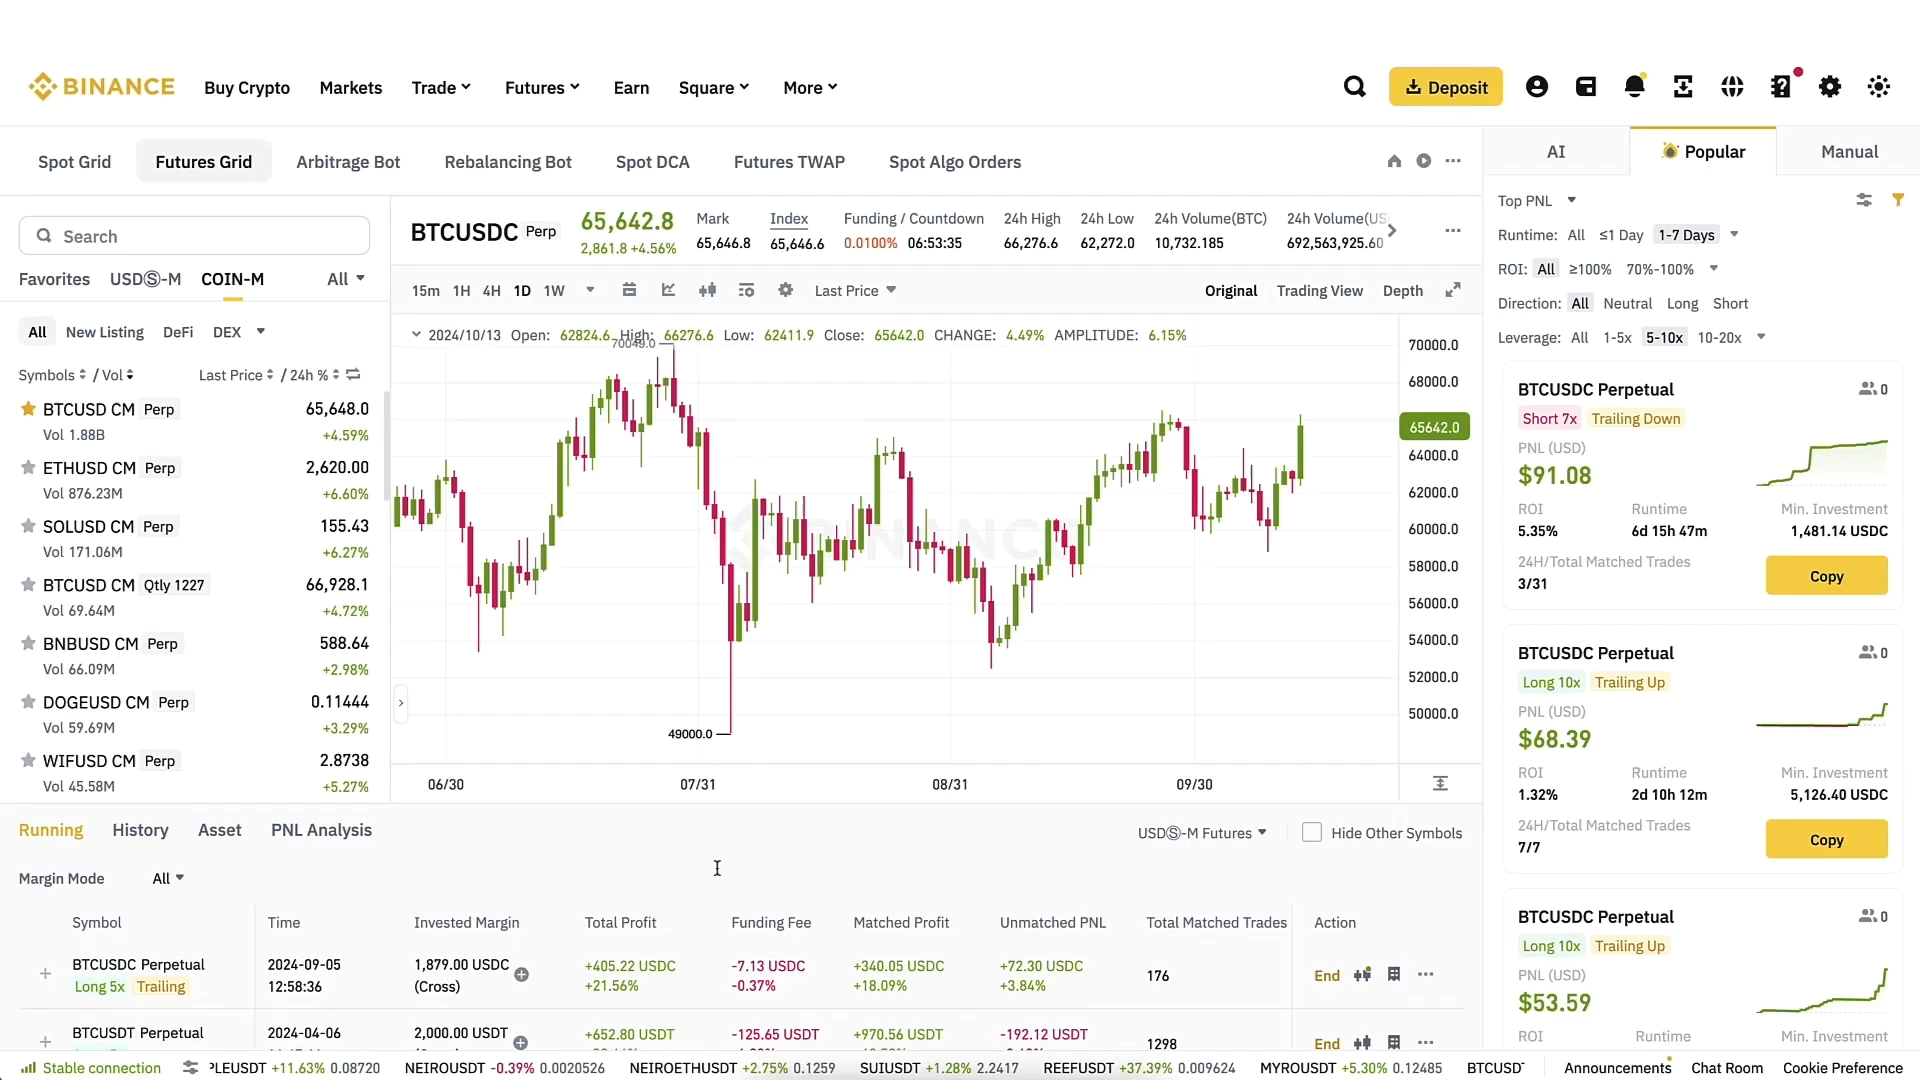 BINANCE
Buy Crypto
Markets
Trade
Futures
Earn
Square
More
Deposit
Spot Grid
Futures Grid
Arbitrage Bot
Rebalancing Bot
Spot DCA
Futures TWAP
Spot Algo Orders
AI
Popular
Manual
Search
Favorites
USDⓈ-M
COIN-M
All
All
New Listing
DeFi
DEX
Symbols / Vol
Last Price / 24h %
BTCUSD CM Perp 65,648.0
Vol 1.88B +4.59%
ETHUSD CM Perp 2,620.00
Vol 876.23M +6.60%
SOLUSD CM Perp 155.43
Vol 171.06M +6.27%
BTCUSD CM Qtly 1227 66,928.1
Vol 69.64M +4.72%
BNBUSD CM Perp 588.64
Vol 66.09M +2.98%
DOGEUSD CM Perp 0.11444
Vol 59.69M +3.29%
WIFUSD CM Perp 2.8738
Vol 45.58M +5.27%
BTCUSDC Perp
65,642.8
2,861.8 +4.56%
Mark
65,646.8
Index
65,646.6
Funding / Countdown
0.0100% 06:53:35
24h High
66,276.6
24h Low
62,272.0
24h Volume(BTC)
10,732.185
24h Volume(US
692,563,925.60
15m 1H 4H 1D 1W
Last Price
Original
Trading View
Depth
2024/10/13 Open: 62824.6 High: 66276.6 Low: 62411.9 Close: 65642.0 CHANGE: 4.49% AMPLITUDE: 6.15%
70049.0
70000.0
68000.0
65642.0
64000.0
62000.0
60000.0
58000.0
56000.0
54000.0
52000.0
50000.0
BINANCE
49000.0
06/30
07/31
08/31
09/30
Top PNL
Runtime: All ≤1 Day 1-7 Days
ROI: All ≥100% 70%-100%
Direction: All Neutral Long Short
Leverage: All 1-5x 5-10x 10-20x
BTCUSDC Perpetual 0
Short 7x Trailing Down
PNL (USD)
$91.08
ROI Runtime Min. Investment
5.35% 6d 15h 47m 1,481.14 USDC
24H/Total Matched Trades
3/31
Copy
BTCUSDC Perpetual 0
Long 10x Trailing Up
PNL (USD)
$68.39
ROI Runtime Min. Investment
1.32% 2d 10h 12m 5,126.40 USDC
24H/Total Matched Trades
7/7
Copy
BTCUSDC Perpetual 0
Long 10x Trailing Up
PNL (USD)
$53.59
ROI Runtime Min. Investment
Running
History
Asset
PNL Analysis
USDⓈ-M Futures
Hide Other Symbols
Margin Mode All
Symbol Time Invested Margin Total Profit Funding Fee Matched Profit Unmatched PNL Total Matched Trades Action
BTCUSDC Perpetual 2024-09-05 1,879.00 USDC +405.22 USDC -7.13 USDC +340.05 USDC +72.30 USDC 176 End
Long 5x Trailing 12:58:36 (Cross) +21.56% -0.37% +18.09% +3.84%
BTCUSDT Perpetual 2024-04-06 2,000.00 USDT +652.80 USDT -125.65 USDT +970.56 USDT -192.12 USDT 1298 End
Stable connection
PLEUSDT +11.63% 0.08720
NEIROUSDT -0.39% 0.0020526
NEIROETHUSDT +2.75% 0.1259
SUIUSDT +1.28% 2.2417
REEFUSDT +37.39% 0.009624
MYROUSDT +5.30% 0.12485
BTCUSD
Announcements
Chat Room
Cookie Preference